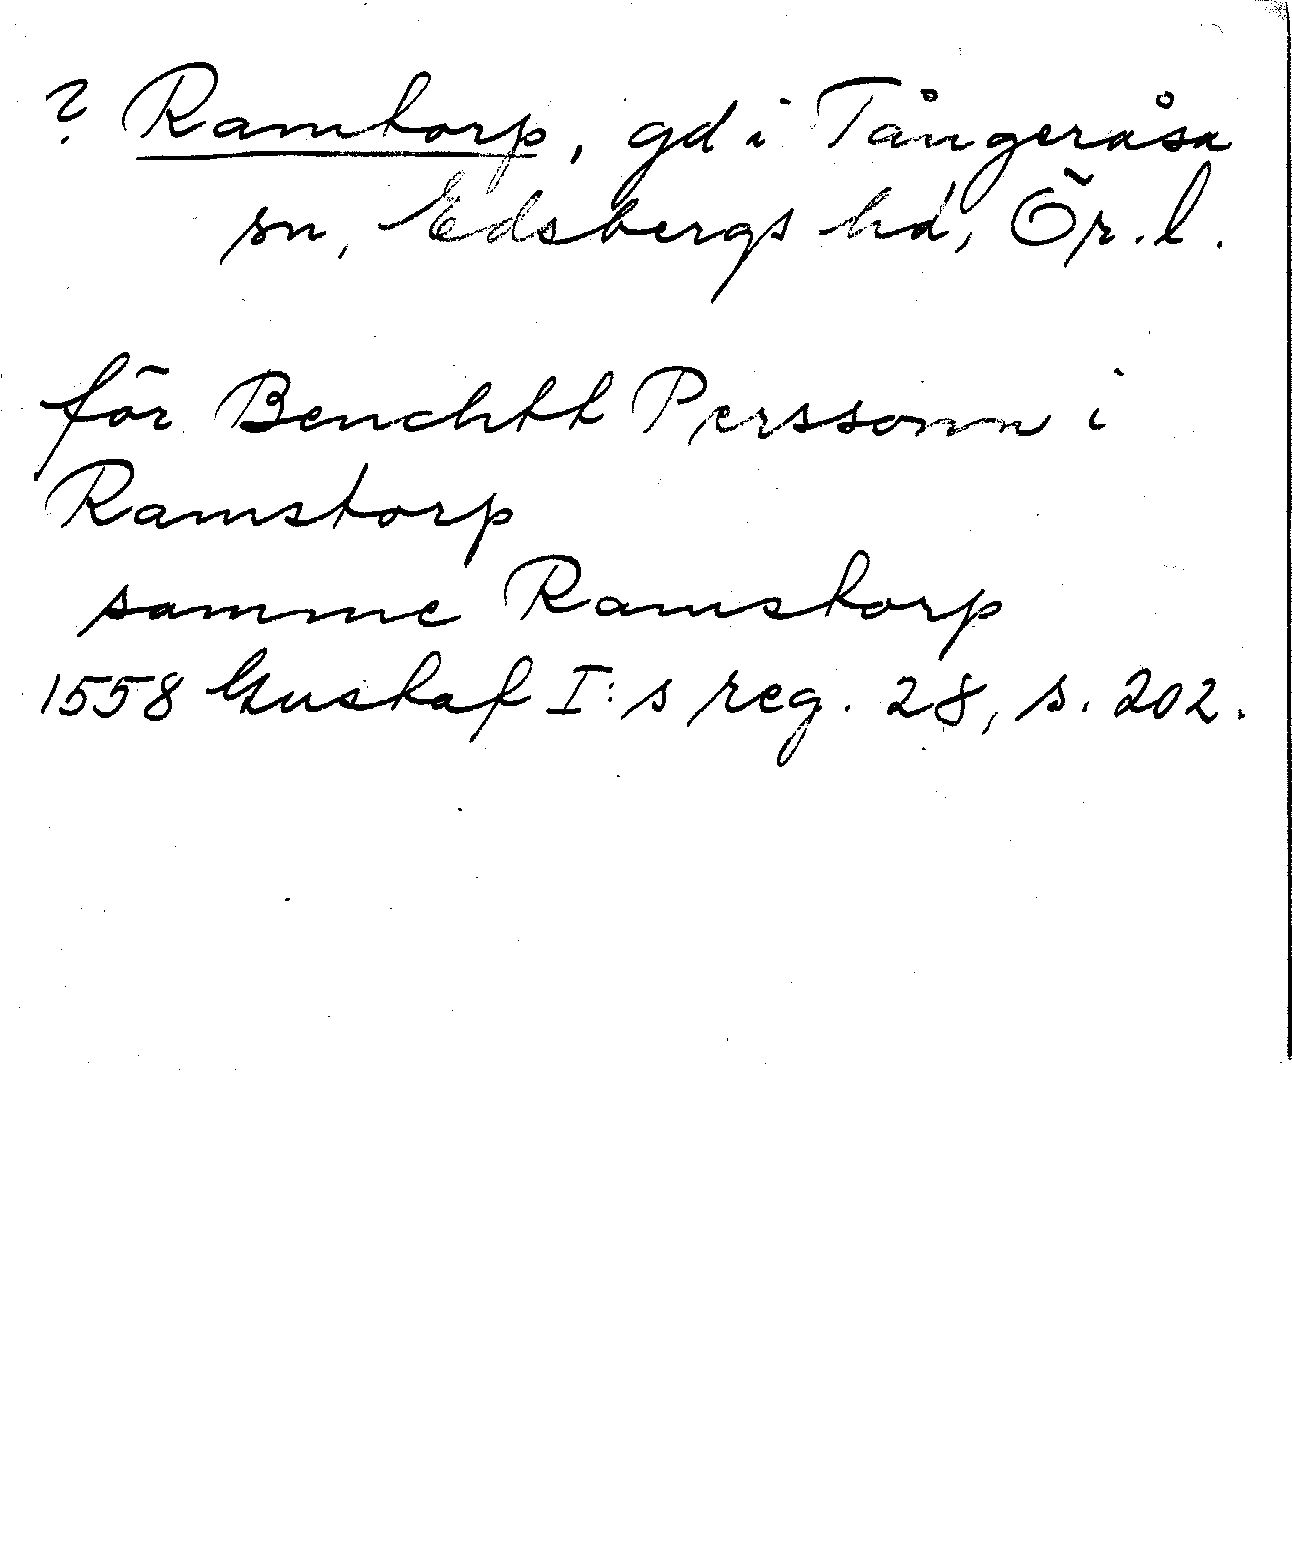 ? Ramtorp, gd i Tångeråsa
sn, Edsbergs hd, Ör. l.
för Benchtt Perssonn i
Ramstorp
samme Ramstorp
1558 Gustaf I:s reg. 28, s. 202.